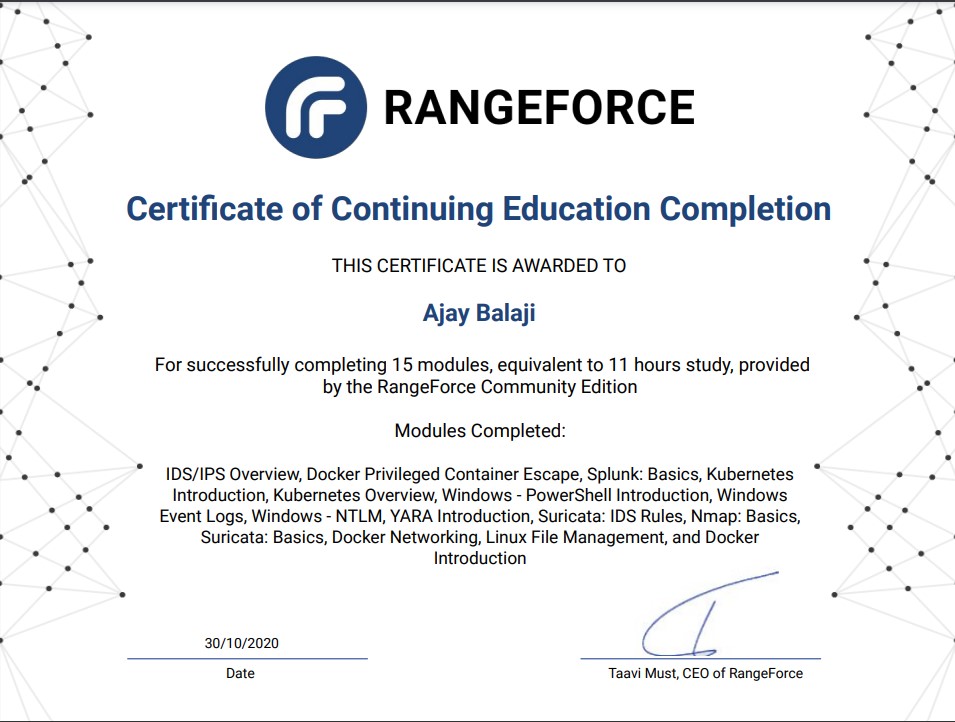 RANGEFORCE
Certificate of Continuing Education Completion
THIS CERTIFICATE IS AWARDED TO
Ajay Balaji
For successfully completing 15 modules, equivalent to 11 hours study, provided
by the RangeForce Community Edition
Modules Completed:
IDS/IPS Overview, Docker Privileged Container Escape, Splunk: Basics, Kubernetes
Introduction, Kubernetes Overview, Windows - PowerShell Introduction, Windows
Event Logs, Windows - NTLM, YARA Introduction, Suricata: IDS Rules, Nmap: Basics,
Suricata: Basics, Docker Networking, Linux File Management, and Docker
Introduction
30/10/2020
Date
Taavi Must, CEO of RangeForce